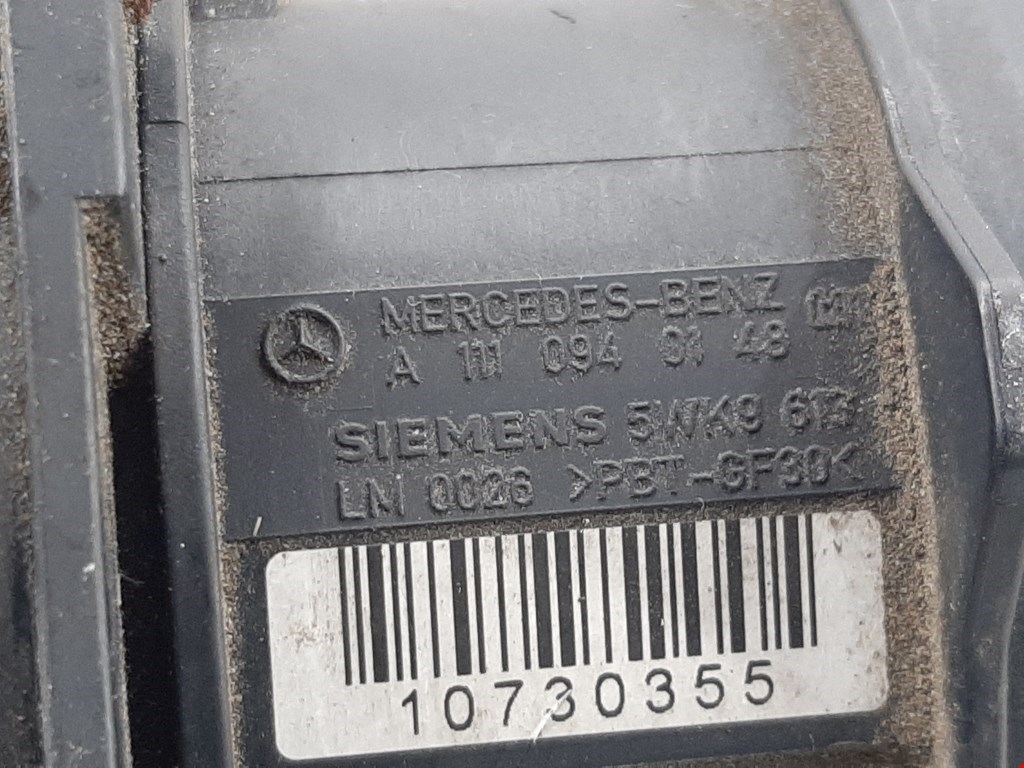 MERCEDES-BENZ
A 111 094 01 48
SIEMENS 5WK9 613
LM 0026 >PBT-GF30<
10730355